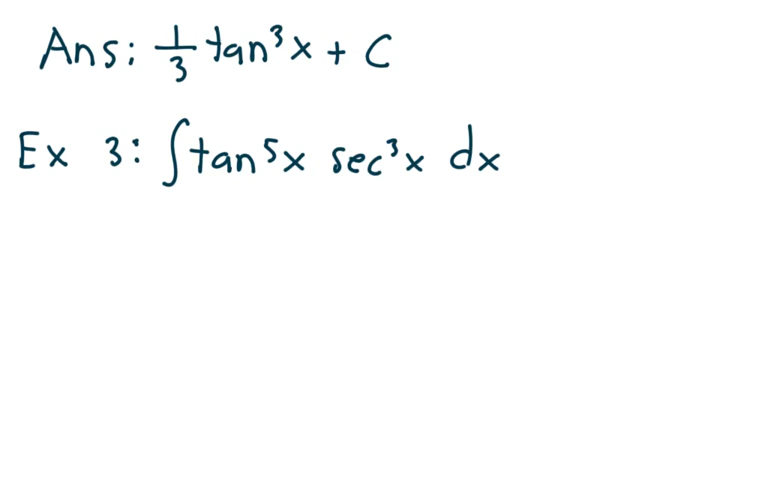 Ans: 1/3 tan³x + C
Ex 3: ∫tan⁵x sec³x dx